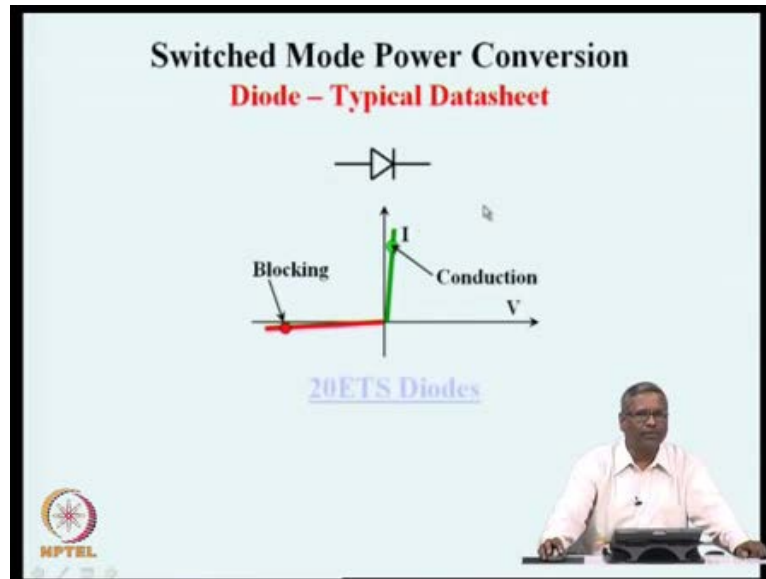 Switched Mode Power Conversion
Diode – Typical Datasheet
I
Blocking
Conduction
V
20ETS Diodes
NPTEL